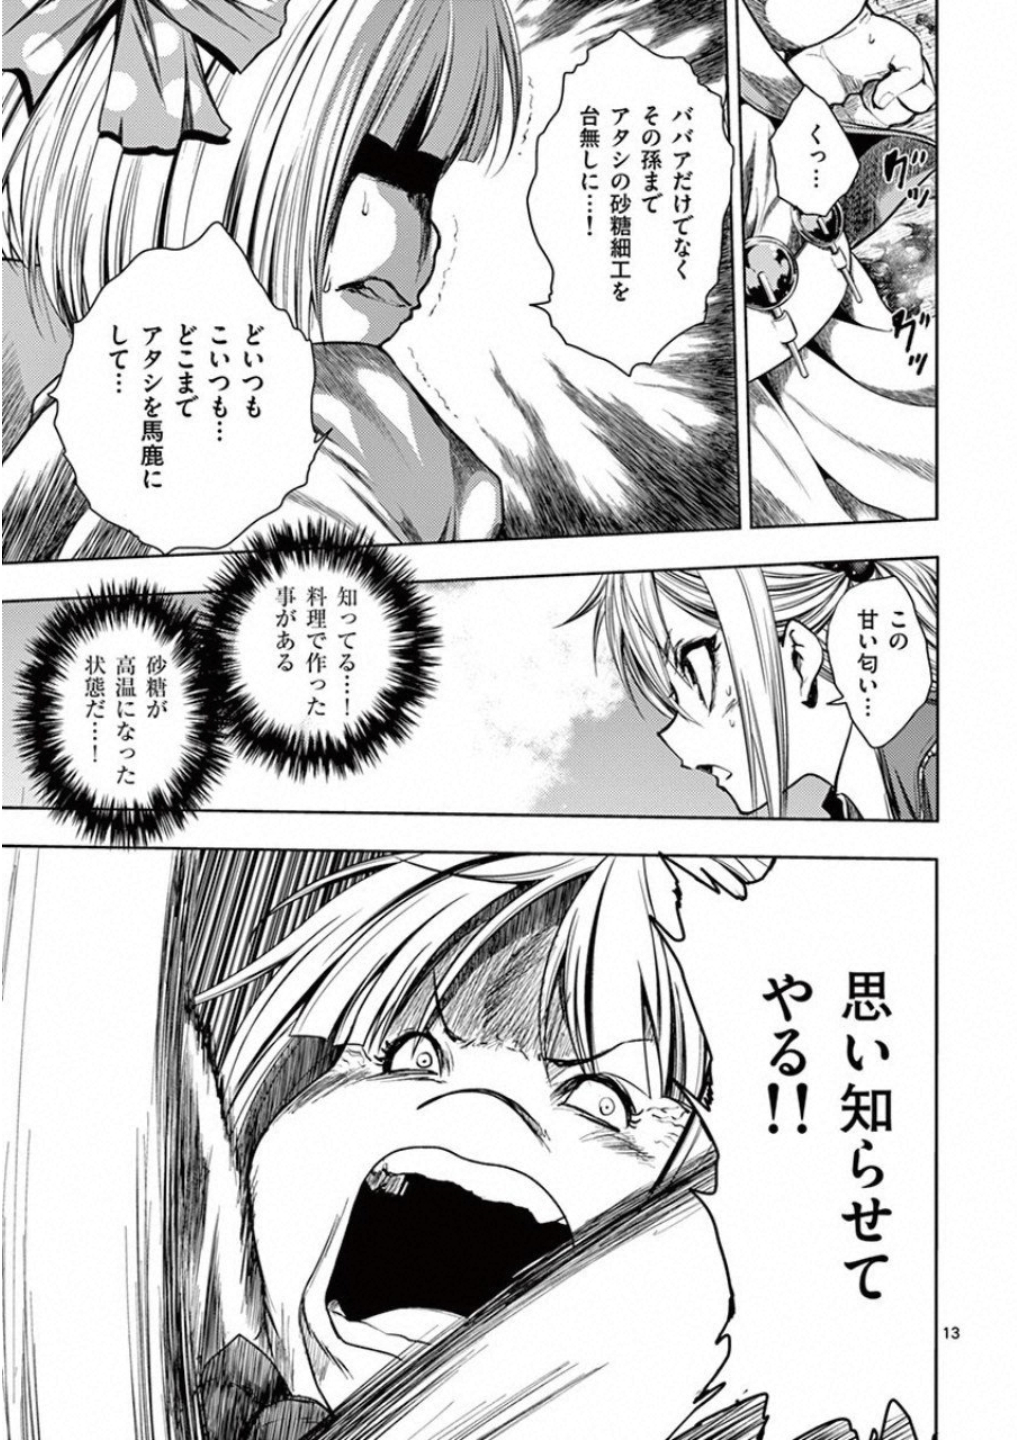 くっ…
グッ
グッ
ババアだけでなく
その孫まで
アタシの砂糖細工を
台無しに…!
どいつも
こいつも…
どこまで
アタシを馬鹿に
して…
この
甘い匂い…
知ってる…!
料理で作った
事がある
砂糖が
高温になった
状態だ…!
思い知らせて
やる!!
13